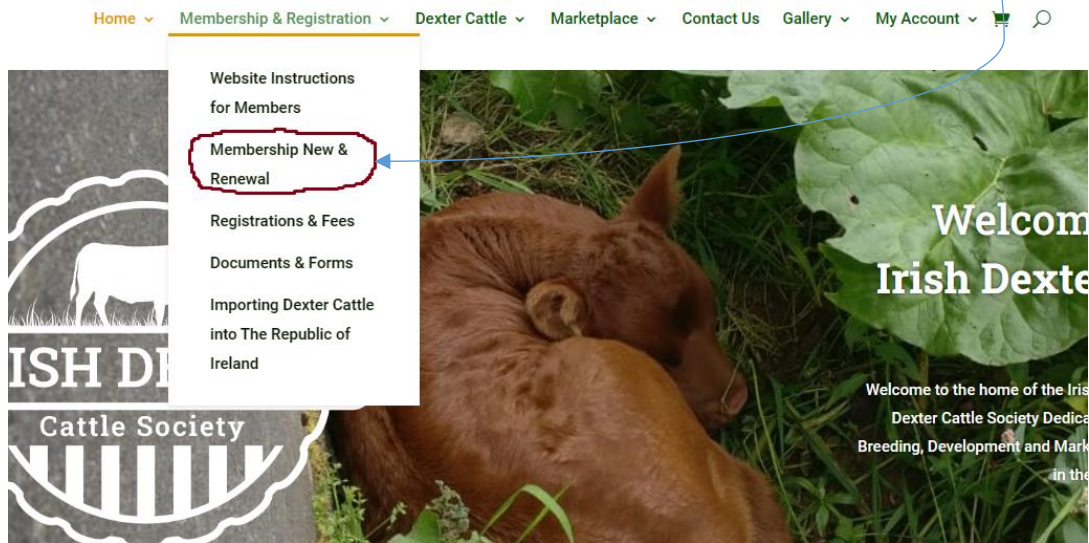 Home Membership & Registration Dexter Cattle Marketplace Contact Us Gallery My Account
Website Instructions
for Members
Membership New &
Renewal
Registrations & Fees
Documents & Forms
Importing Dexter Cattle
into The Republic of
Ireland
ISH DE
Cattle Society
Welcom
Irish Dexte
Welcome to the home of the Iris
Dexter Cattle Society Dedica
Breeding, Development and Mark
in the